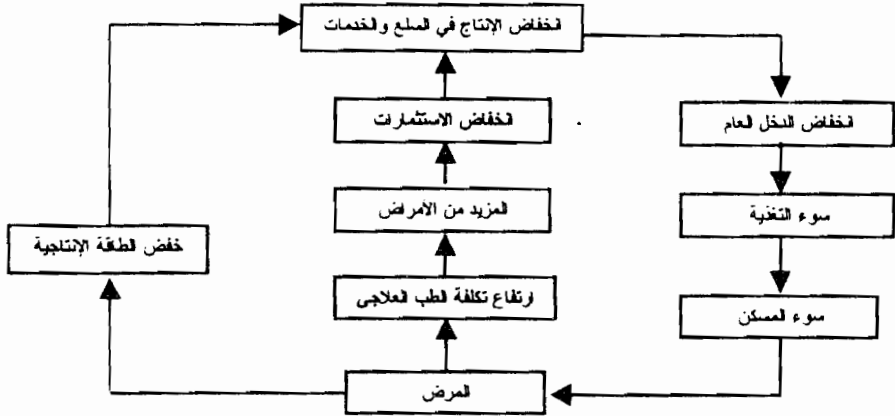 انخفاض الإنتاج في السلع والخدمات
انخفاض الاستثمارات
انخفاض الدخل العام
المزيد من الأمراض
سوء التغذية
خفض الطاقة الإنتاجية
ارتفاع تكلفة الطب العلاجى
سوء المسكن
المرض